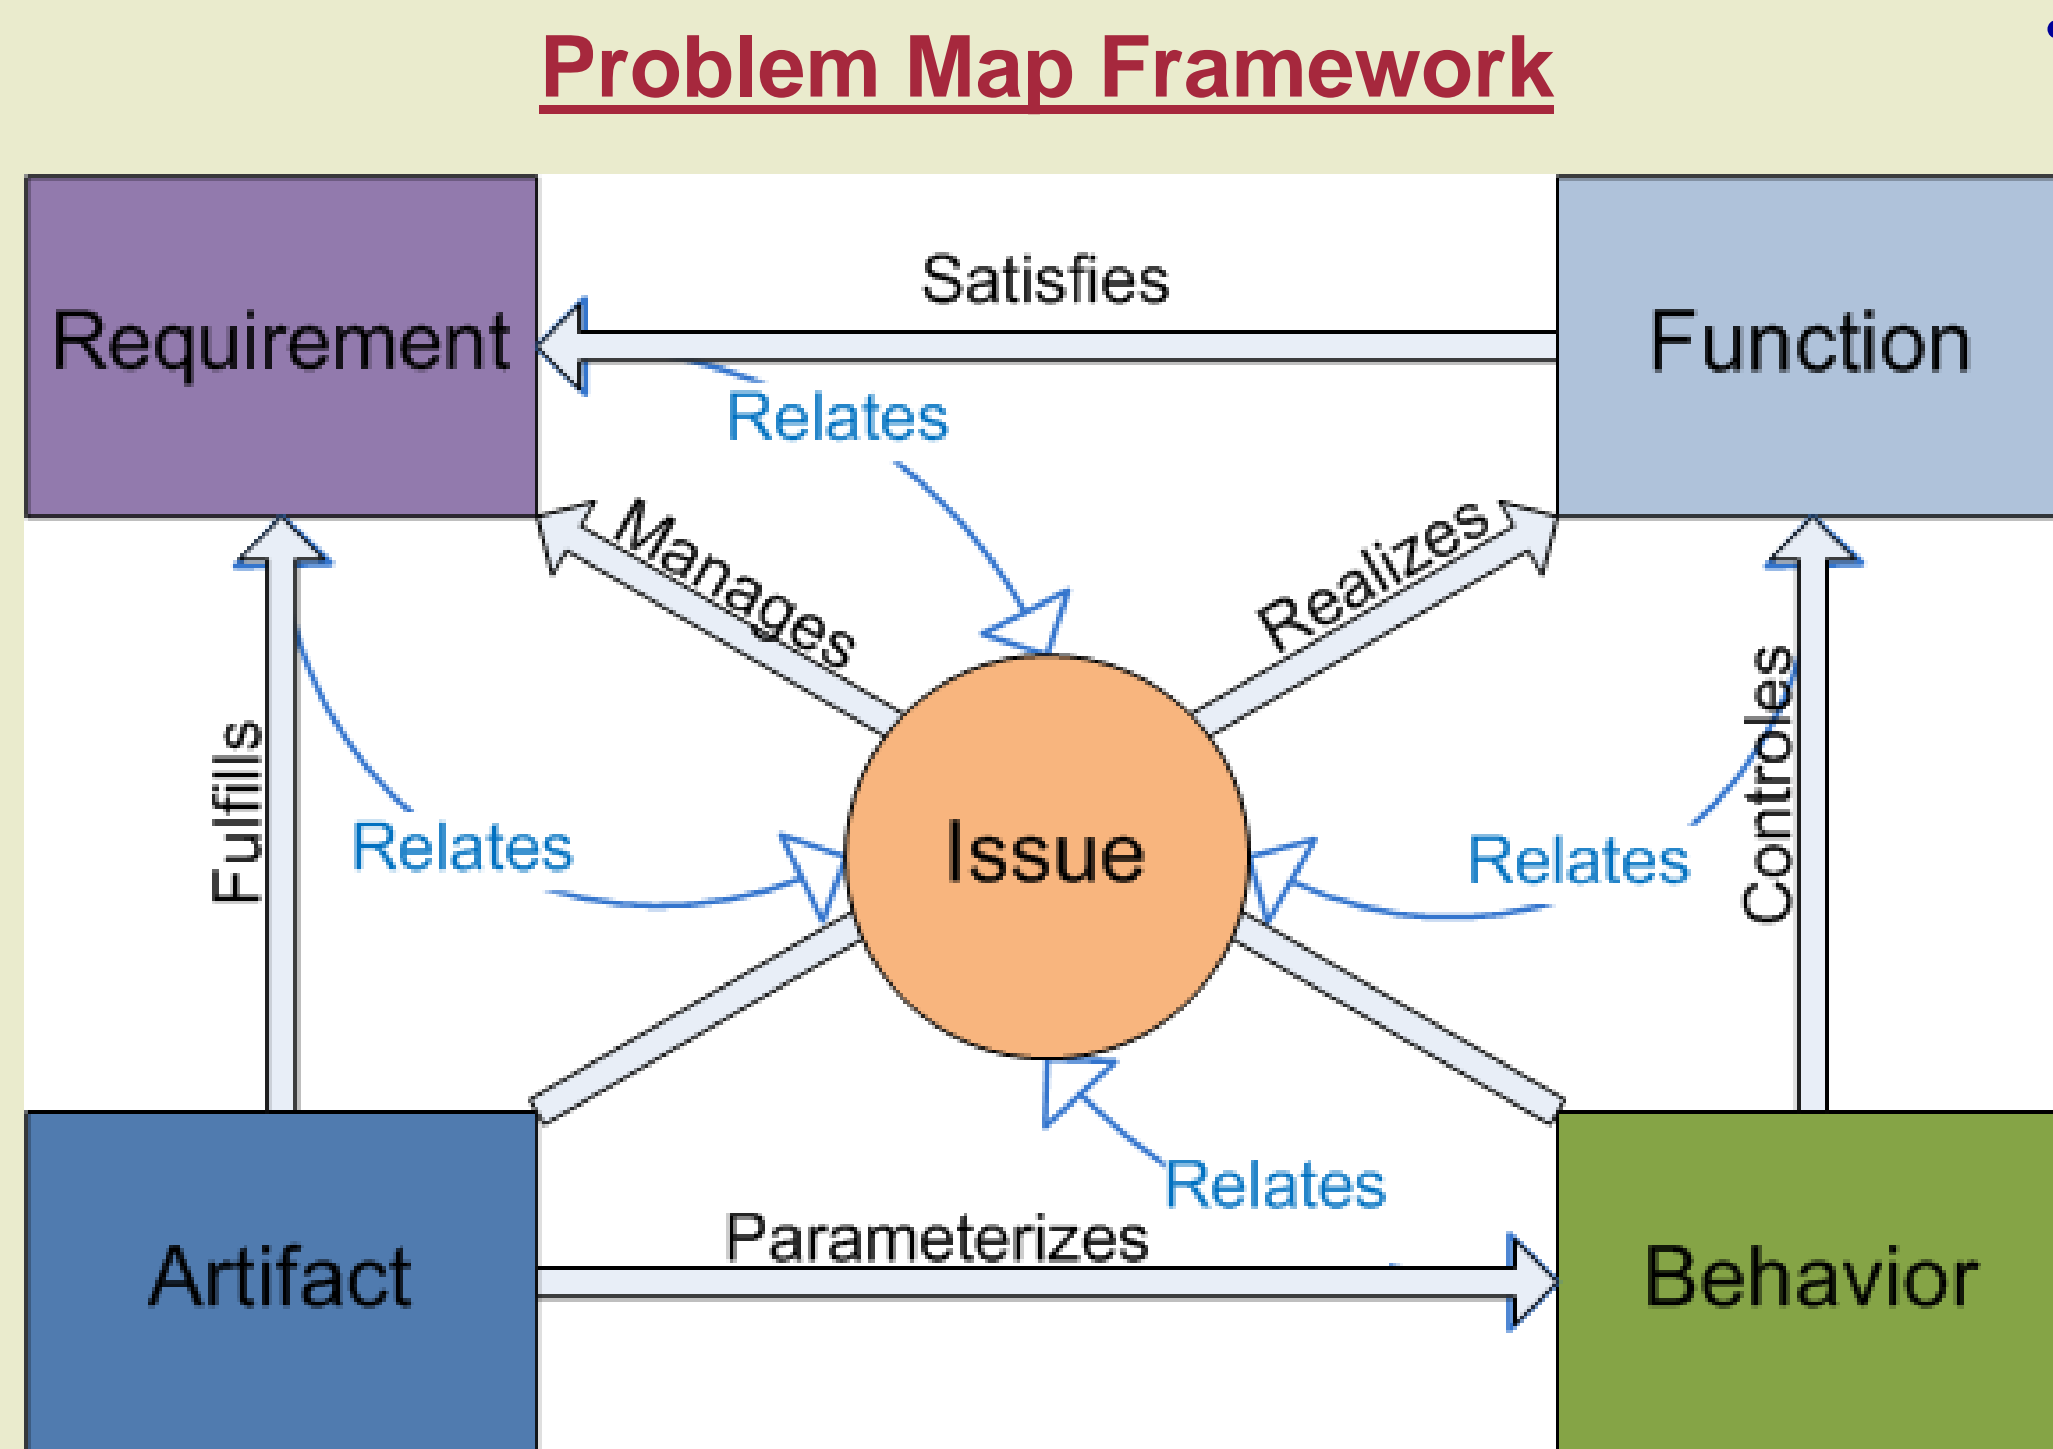 Problem Map Framework
Satisfies
Requirement
Function
Relates
Manages
Realizes
Fulfills
Controles
Relates
Issue
Relates
Relates
Parameterizes
Artifact
Behavior